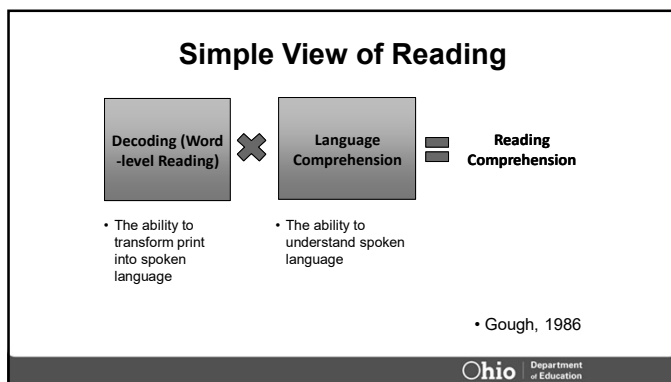 Simple View of Reading
Decoding (Word
-level Reading)
Language
Comprehension
Reading
Comprehension
• The ability to
transform print
into spoken
language
• The ability to
understand spoken
language
• Gough, 1986
Ohio
Department
of Education